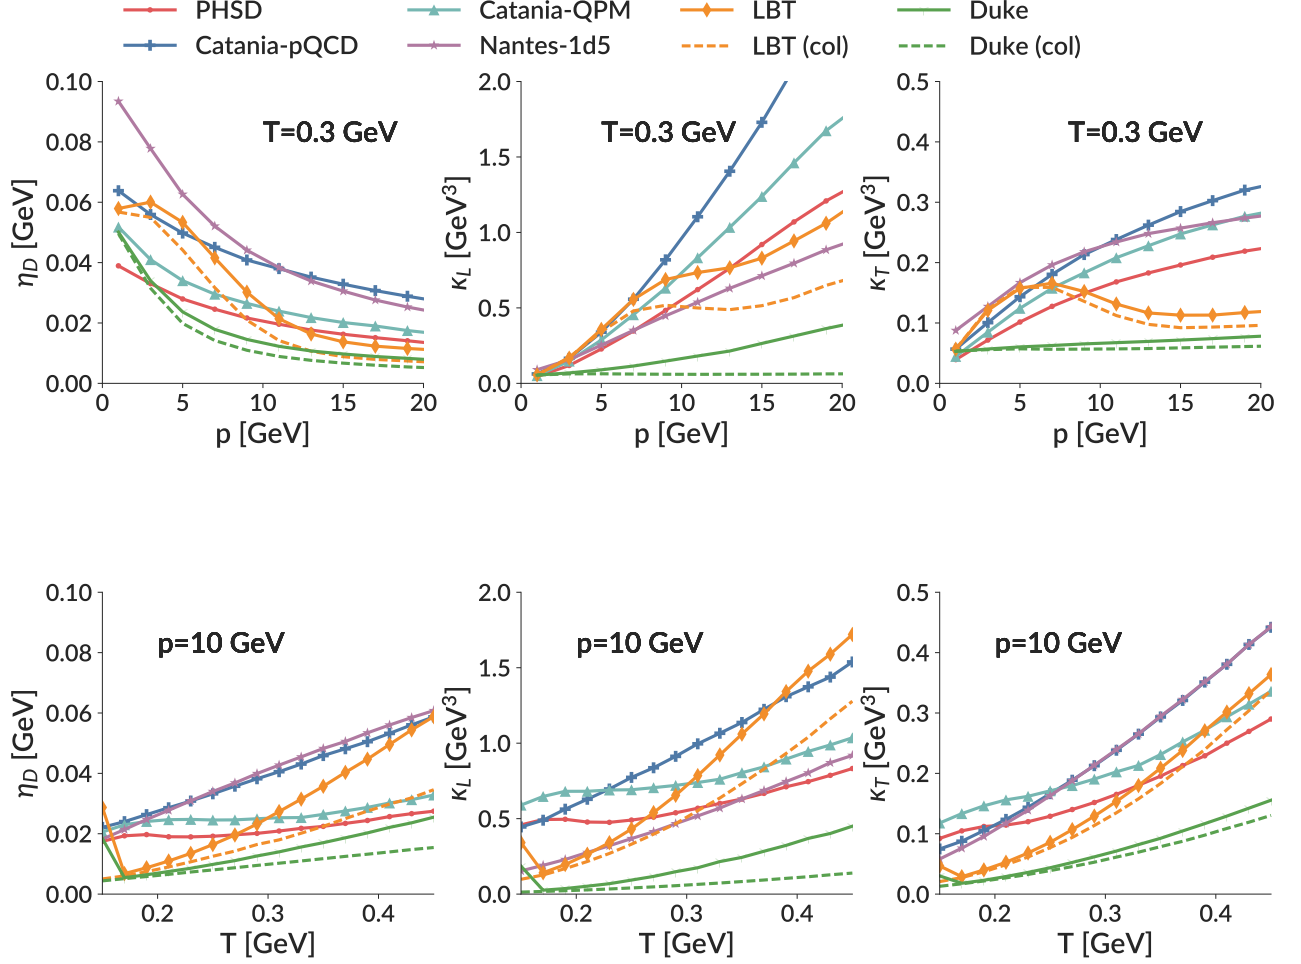 PHSD Catania-QPM LBT Duke
Catania-pQCD Nantes-1d5 LBT (col) Duke (col)
0.10 2.0 0.5
T=0.3 GeV T=0.3 GeV T=0.3 GeV
0.08 0.4
1.5
0.06 0.3
η_D [GeV] κ_L [GeV³] κ_T [GeV³]
1.0
0.04 0.2
0.5
0.02 0.1
0.00 0.0 0.0
0 5 10 15 20 0 5 10 15 20 0 5 10 15 20
p [GeV] p [GeV] p [GeV]
0.10 2.0 0.5
p=10 GeV p=10 GeV p=10 GeV
0.08 0.4
1.5
0.06 0.3
η_D [GeV] κ_L [GeV³] κ_T [GeV³]
1.0
0.04 0.2
0.5
0.02 0.1
0.00 0.0 0.0
0.2 0.3 0.4 0.2 0.3 0.4 0.2 0.3 0.4
T [GeV] T [GeV] T [GeV]